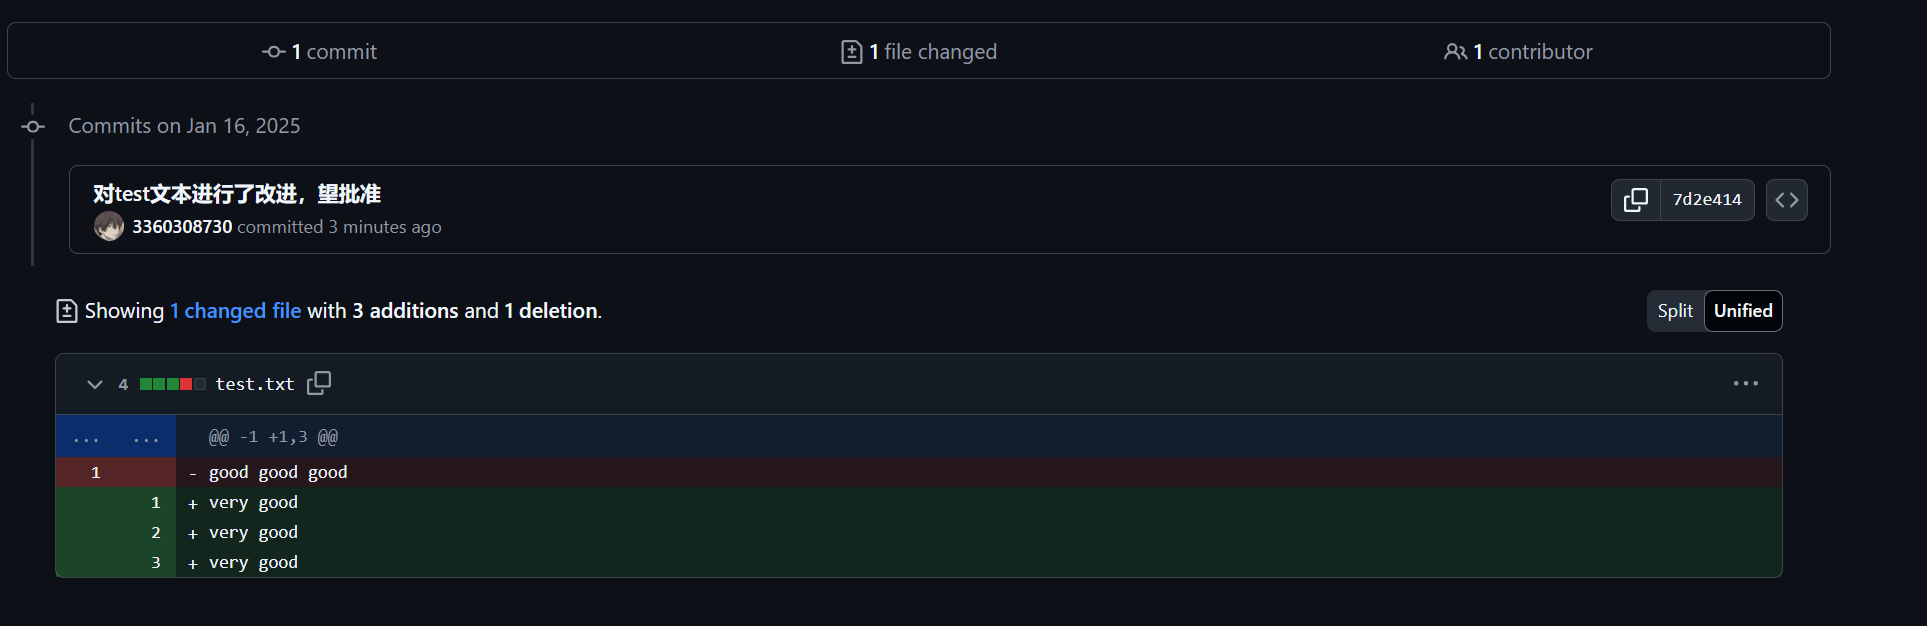 1 commit
1 file changed
1 contributor
Commits on Jan 16, 2025
对test文本进行了改进，望批准
3360308730 committed 3 minutes ago
7d2e414
Showing 1 changed file with 3 additions and 1 deletion.
Split
Unified
4 test.txt
... ... @@ -1 +1,3 @@
1 - good good good
1 + very good
2 + very good
3 + very good